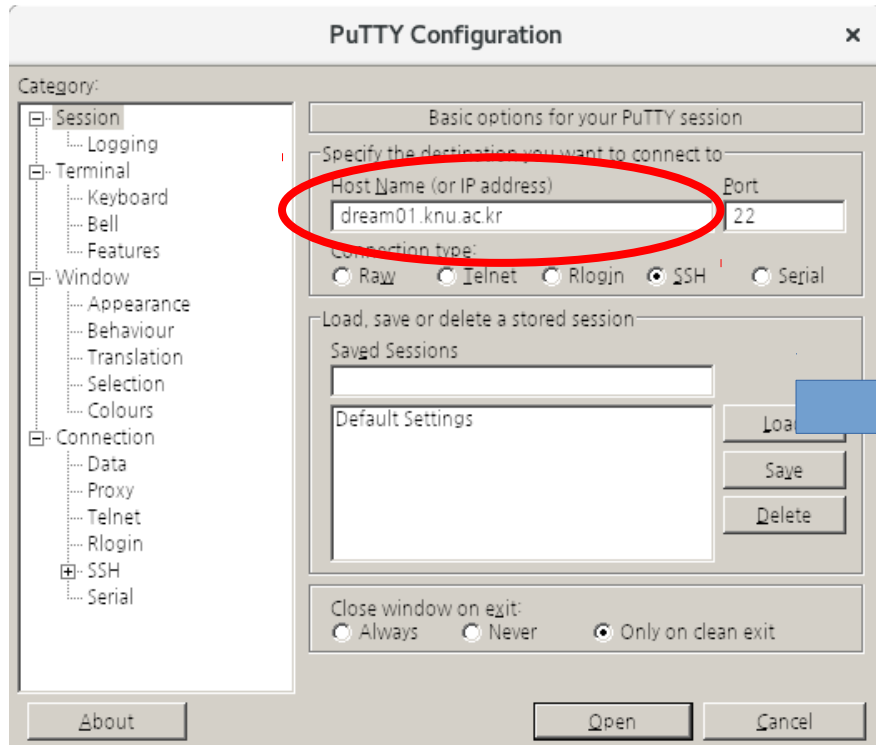 PuTTY Configuration
Category:
Session
Logging
Terminal
Keyboard
Bell
Features
Window
Appearance
Behaviour
Translation
Selection
Colours
Connection
Data
Proxy
Telnet
Rlogin
SSH
Serial
Basic options for your PuTTY session
Specify the destination you want to connect to
Host Name (or IP address) Port
dream01.knu.ac.kr 22
Connection type:
Raw Telnet Rlogin SSH Serial
Load, save or delete a stored session
Saved Sessions
Default Settings
Load
Save
Delete
Close window on exit:
Always Never Only on clean exit
About Open Cancel